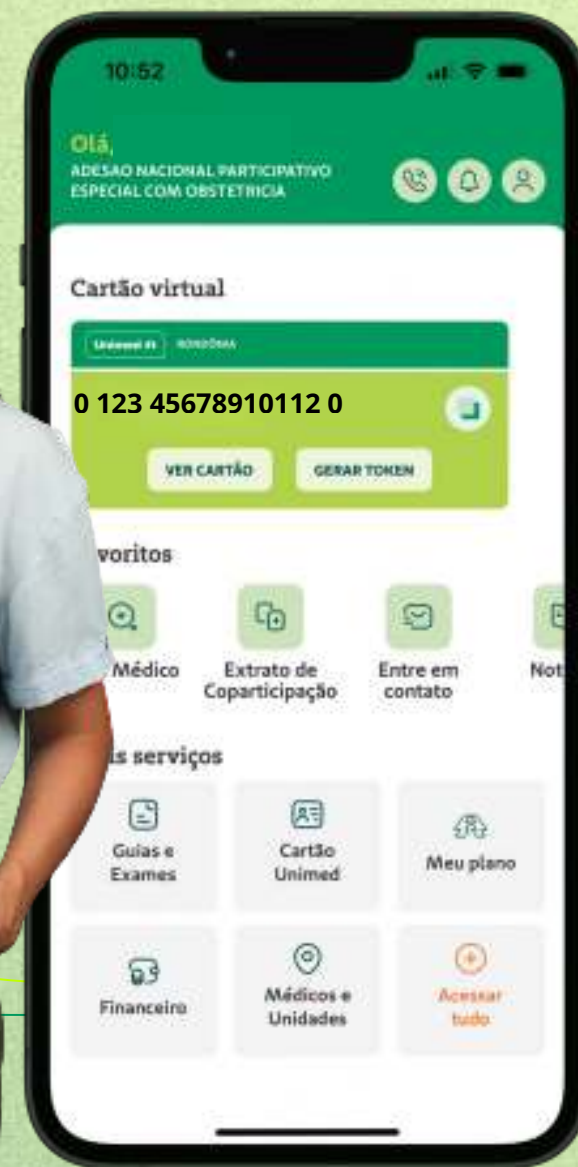 10:52
Olá,
ADESAO NACIONAL PARTICIPATIVO
ESPECIAL COM OBSTETRICIA
Cartão virtual
Unimed
RONDÔNIA
0 123 45678910112 0
VER CARTÃO
GERAR TOKEN
voritos
Médico
Extrato de
Coparticipação
Entre em
contato
Not
is serviços
Guias e
Exames
Cartão
Unimed
Meu plano
Financeiro
Médicos e
Unidades
Acessar
tudo